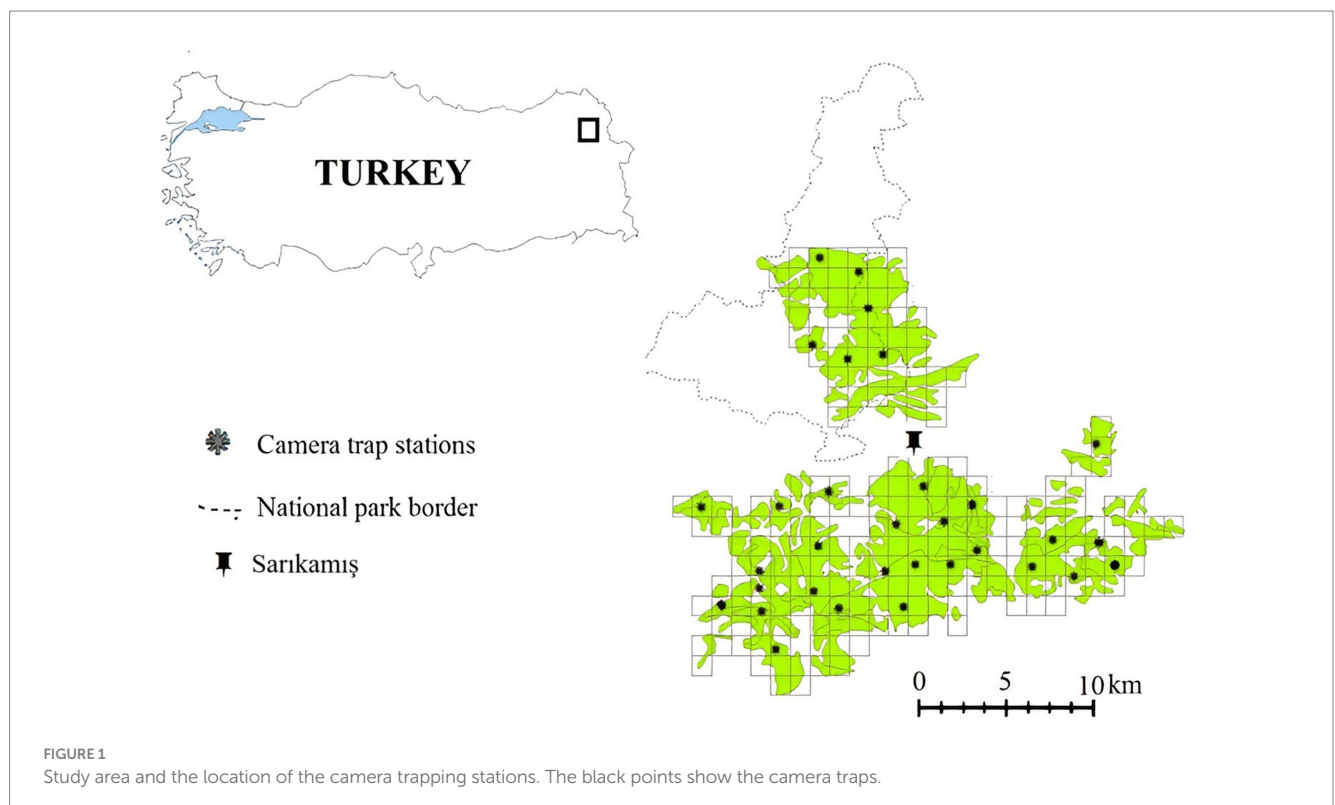 TURKEY
Camera trap stations
National park border
Sarıkamış
0 5 10 km
FIGURE 1
Study area and the location of the camera trapping stations. The black points show the camera traps.